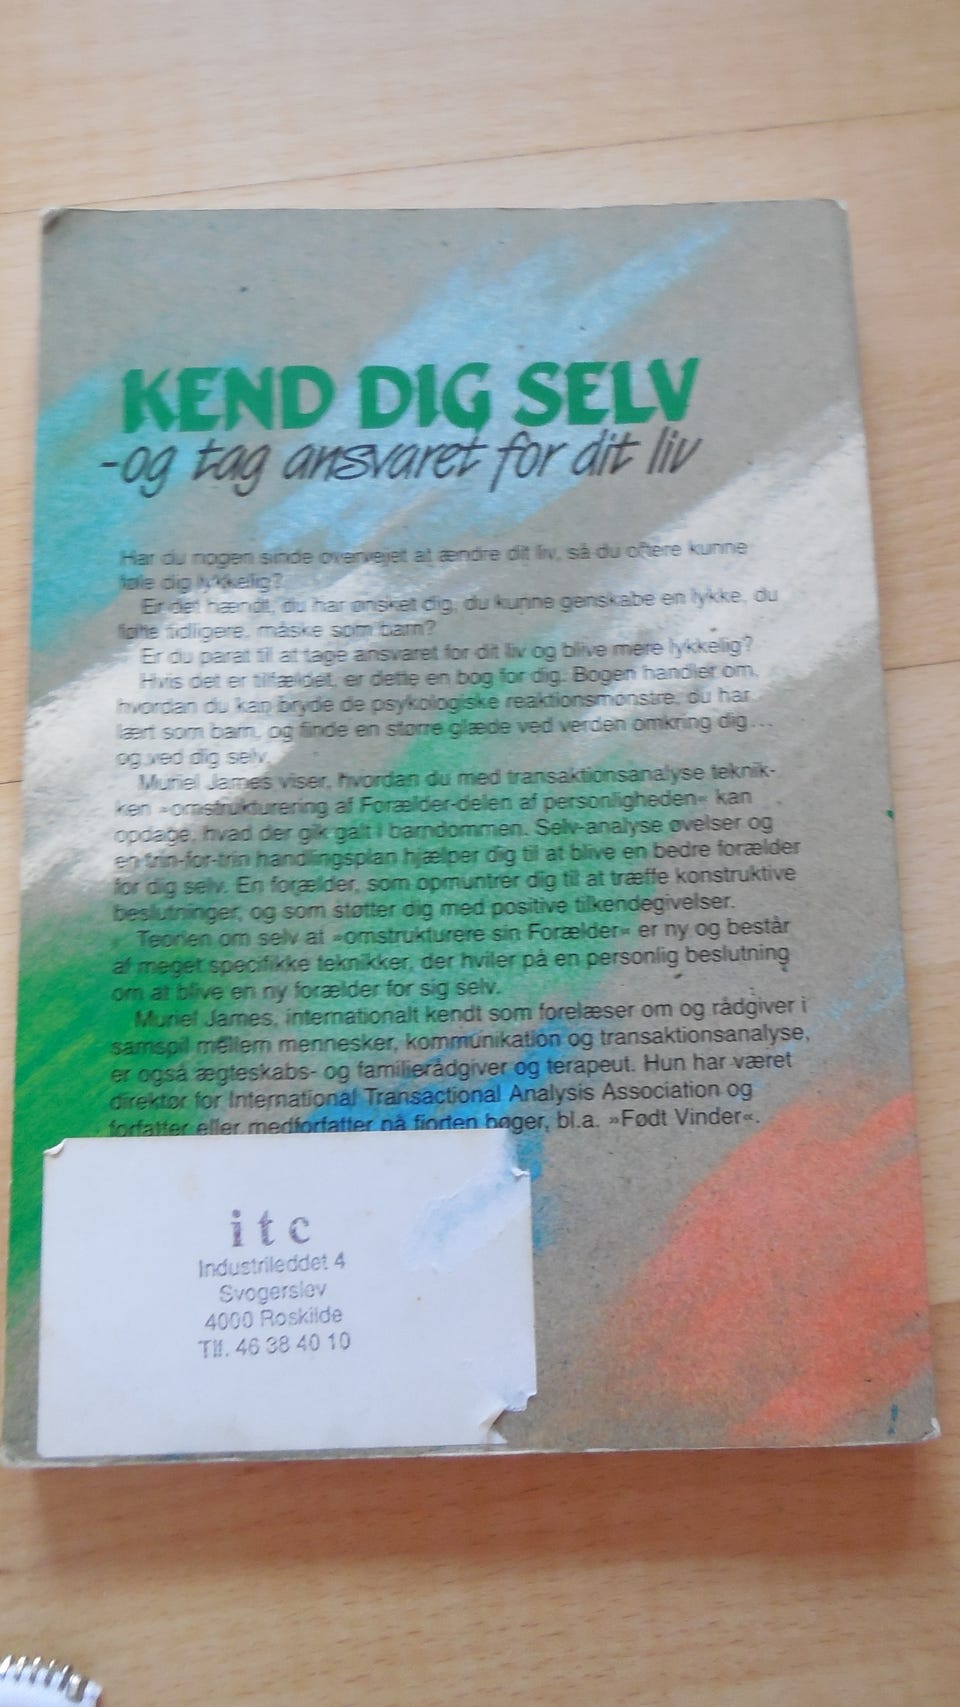 KEND DIG SELV
-og tag ansvaret for dit liv
Har du nogen sinde overvejet at ændre dit liv, så du oftere kunne
føle dig lykkelig?
Er det hændt, du har ønsket dig, du kunne genskabe en lykke, du
følte tidligere, måske som barn?
Er du parat til at tage ansvaret for dit liv og blive mere lykkelig?
Hvis det er tilfældet, er dette en bog for dig. Bogen handler om,
hvordan du kan bryde de psykologiske reaktionsmønstre, du har
lært som barn, og finde en større glæde ved verden omkring dig...
og ved dig selv.
Muriel James viser, hvordan du med transaktionsanalyse teknik-
ken »omstrukturering af Forælder-delen af personligheden« kan
opdage, hvad der gik galt i barndommen. Selv-analyse øvelser og
en trin-for-trin handlingsplan hjælper dig til at blive en bedre forælder
for dig selv. En forælder, som opmuntrer dig til at træffe konstruktive
beslutninger, og som støtter dig med positive tilkendegivelser.
Teorien om selv at »omstrukturere sin Forælder« er ny og består
af meget specifikke teknikker, der hviler på en personlig beslutning
om at blive en ny forælder for sig selv.
Muriel James, internationalt kendt som forelæser om og rådgiver i
samspil mellem mennesker, kommunikation og transaktionsanalyse,
er også ægteskabs- og familierådgiver og terapeut. Hun har været
direktør for International Transactional Analysis Association og
forfatter eller medforfatter på fjorten bøger, bl.a. »Født Vinder«.
itc
Industrileddet 4
Svogerslev
4000 Roskilde
Tlf. 46 38 40 10